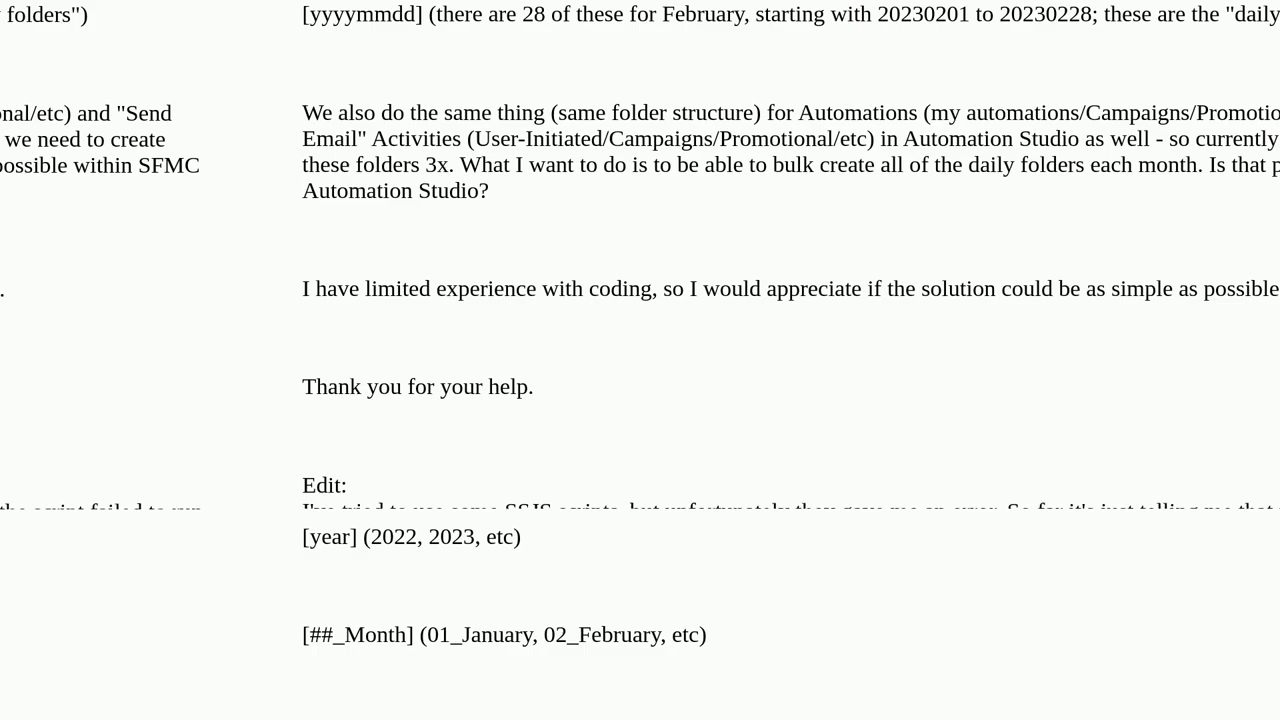 folders")
onal/etc) and "Send
we need to create
possible within SFMC
.
[yyyymmdd] (there are 28 of these for February, starting with 20230201 to 20230228; these are the "daily
We also do the same thing (same folder structure) for Automations (my automations/Campaigns/Promotio
Email" Activities (User-Initiated/Campaigns/Promotional/etc) in Automation Studio as well - so currently
these folders 3x. What I want to do is to be able to bulk create all of the daily folders each month. Is that
Automation Studio?
I have limited experience with coding, so I would appreciate if the solution could be as simple as possible
Thank you for your help.
Edit:
[year] (2022, 2023, etc)
[##_Month] (01_January, 02_February, etc)